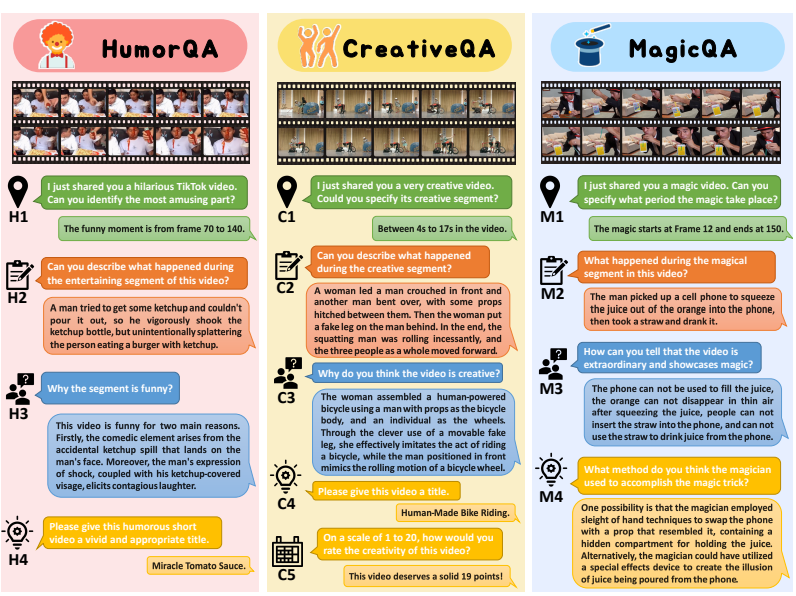 HumorQA
I just shared you a hilarious TikTok video.
Can you identify the most amusing part?
H1
The funny moment is from frame 70 to 140.
Can you describe what happened during
the entertaining segment of this video?
H2
A man tried to get some ketchup and couldn't
pour it out, so he vigorously shook the
ketchup bottle, but unintentionally splattering
the person eating a burger with ketchup.
Why the segment is funny?
H3
This video is funny for two main reasons.
Firstly, the comedic element arises from the
accidental ketchup spill that lands on the
man's face. Moreover, the man's expression
of shock, coupled with his ketchup-covered
visage, elicits contagious laughter.
Please give this humorous short
video a vivid and appropriate title.
H4
Miracle Tomato Sauce.
CreativeQA
I just shared you a very creative video.
Could you specify its creative segment?
C1
Between 4s to 17s in the video.
Can you describe what happened
during the creative segment?
C2
A woman led a man crouched in front and
another man bent over, with some props
hitched between them. Then the woman put
a fake leg on the man behind. In the end, the
squatting man was rolling incessantly, and
the three people as a whole moved forward.
Why do you think the video is creative?
C3
The woman assembled a human-powered
bicycle using a man with props as the bicycle
body, and an individual as the wheels.
Through the clever use of a movable fake
leg, she effectively imitates the act of riding
a bicycle, while the man positioned in front
mimics the rolling motion of a bicycle wheel.
Please give this video a title.
C4
Human-Made Bike Riding.
On a scale of 1 to 20, how would you
rate the creativity of this video?
C5
This video deserves a solid 19 points!
MagicQA
I just shared you a magic video. Can you
specify what period the magic take place?
M1
The magic starts at Frame 12 and ends at 150.
What happened during the magical
segment in this video?
M2
The man picked up a cell phone to squeeze
the juice out of the orange into the phone,
then took a straw and drank it.
How can you tell that the video is
extraordinary and showcases magic?
M3
The phone can not be used to fill the juice,
the orange can not disappear in thin air
after squeezing the juice, people can not
insert the straw into the phone, and can not
use the straw to drink juice from the phone.
What method do you think the magician
used to accomplish the magic trick?
M4
One possibility is that the magician employed
sleight of hand techniques to swap the phone
with a prop that resembled it, containing a
hidden compartment for holding the juice.
Alternatively, the magician could have utilized
a special effects device to create the illusion
of juice being poured from the phone.